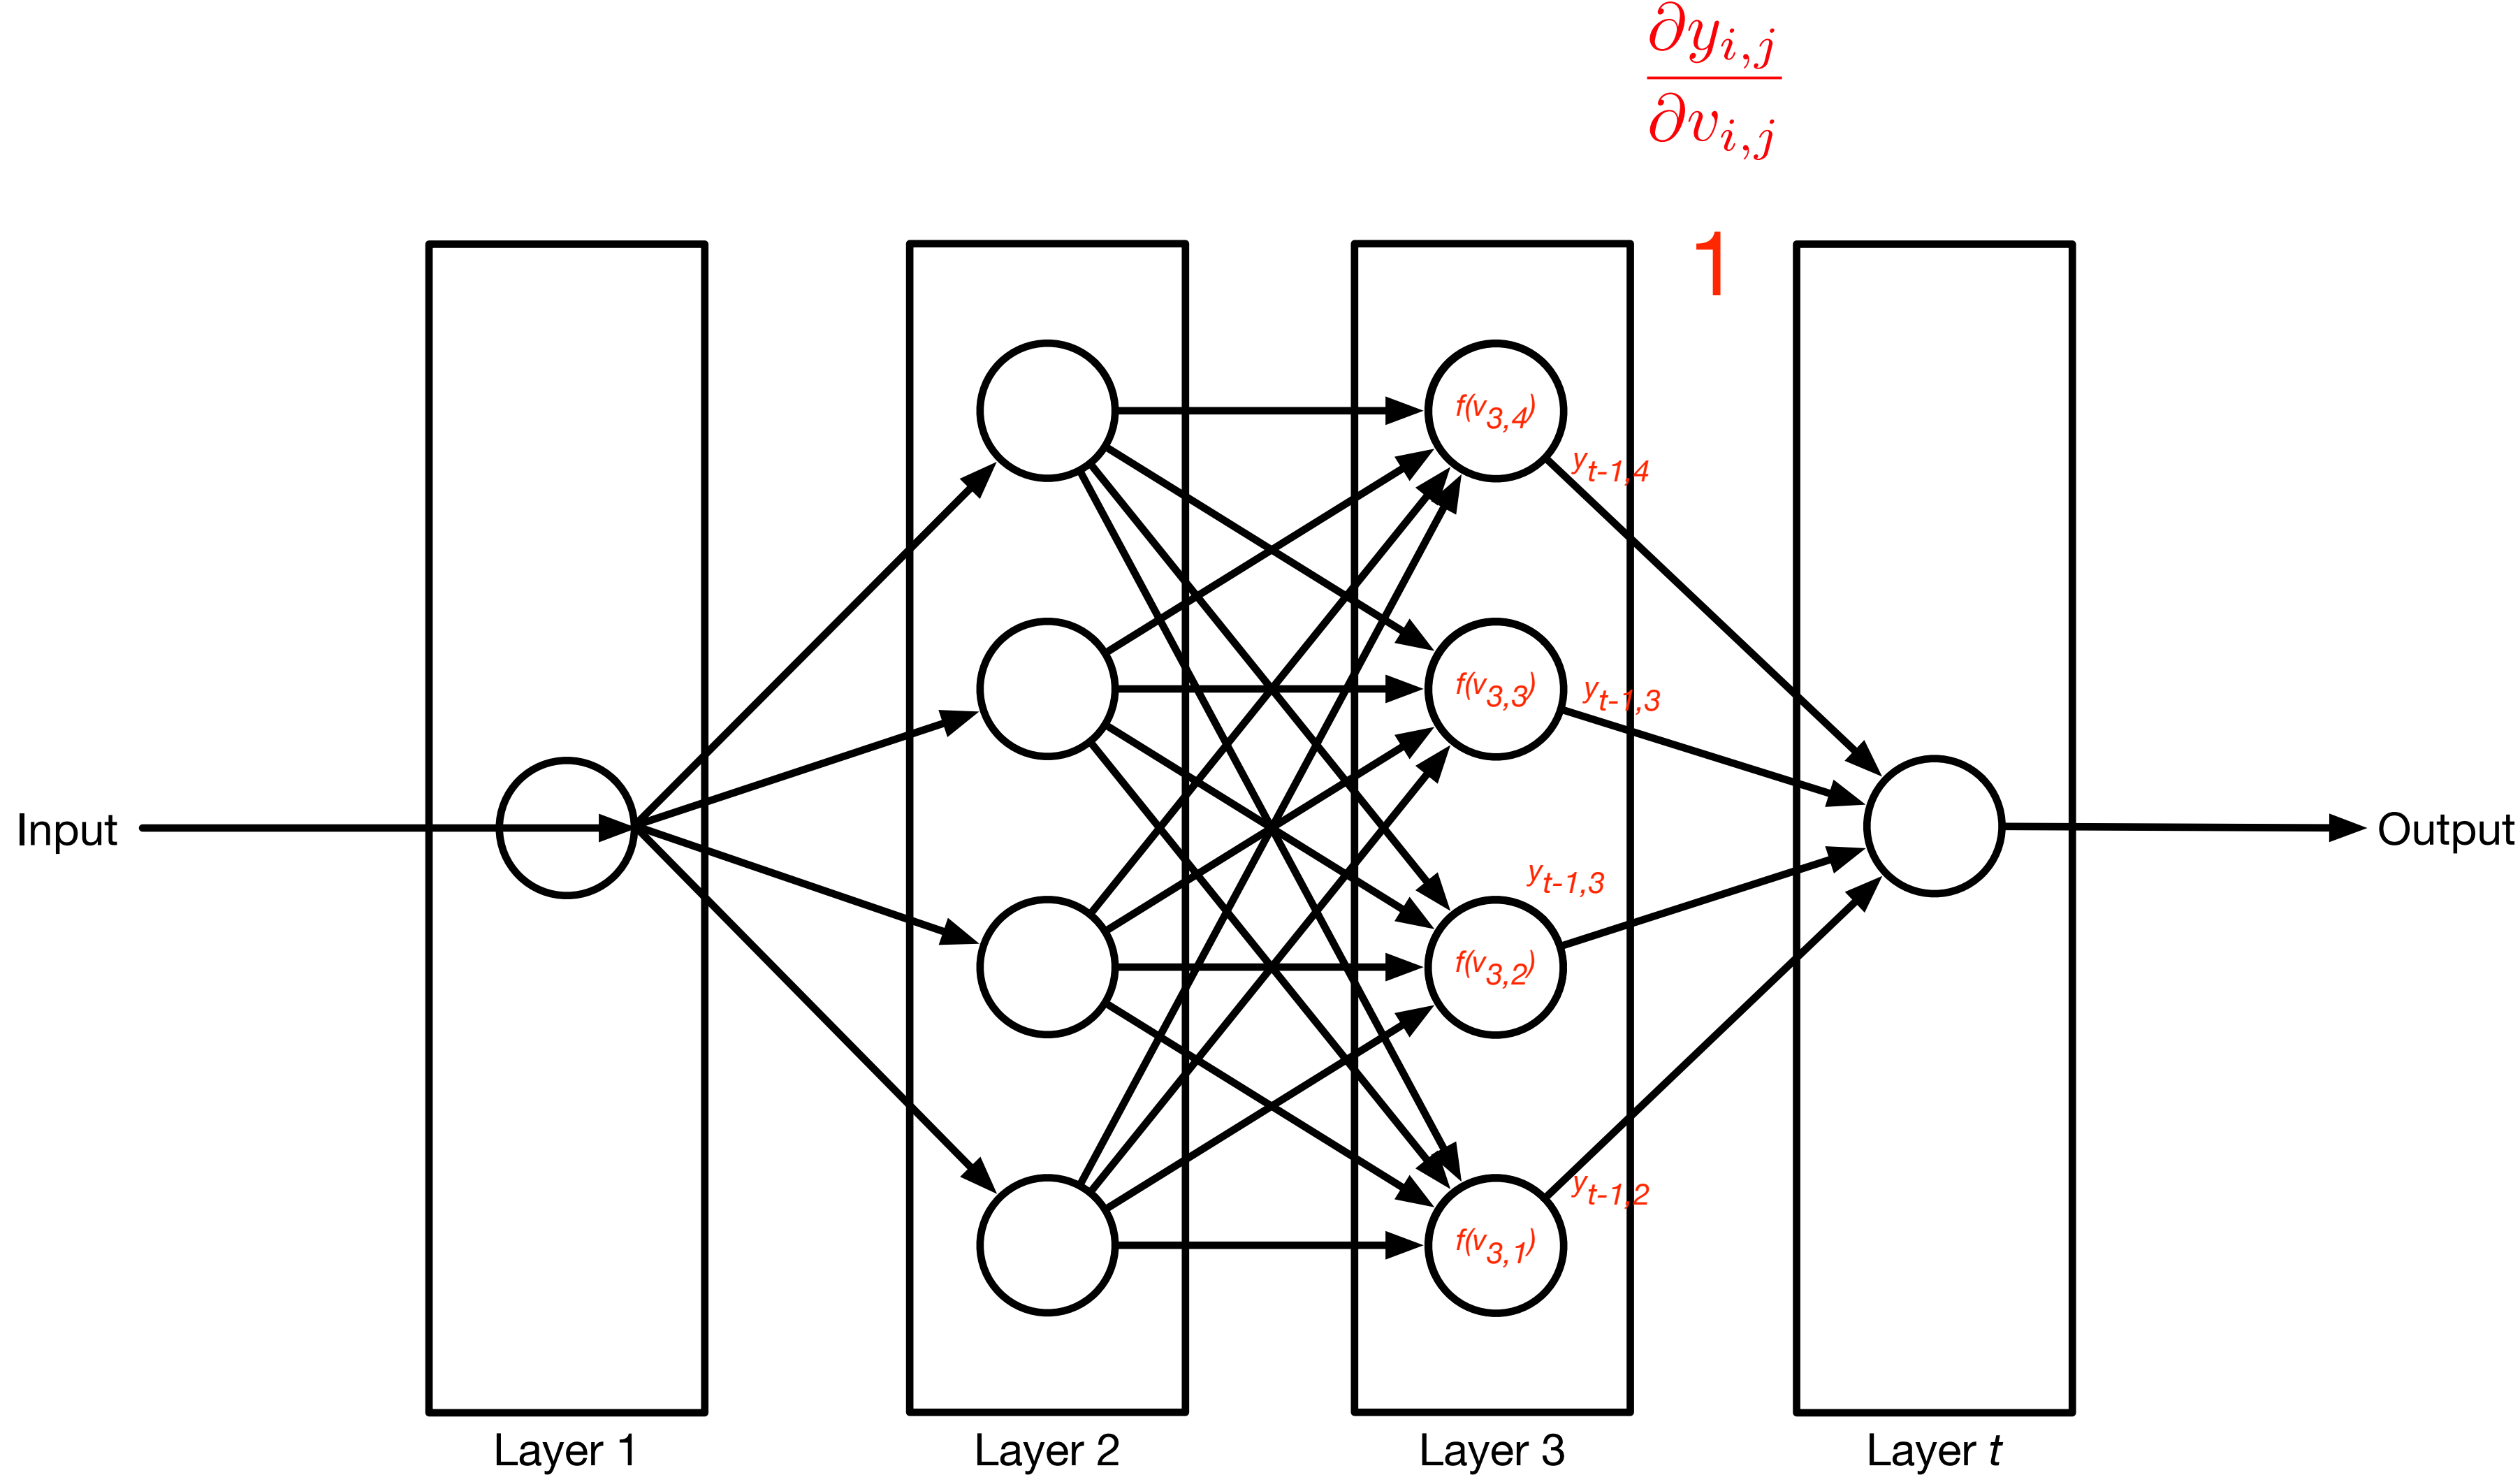 ∂y_{i,j}
∂v_{i,j}
1
f(v_{3,4})
y_{t-1,4}
f(v_{3,3})
y_{t-1,3}
Input
Output
y_{t-1,3}
f(v_{3,2})
y_{t-1,2}
f(v_{3,1})
Layer 1
Layer 2
Layer 3
Layer t